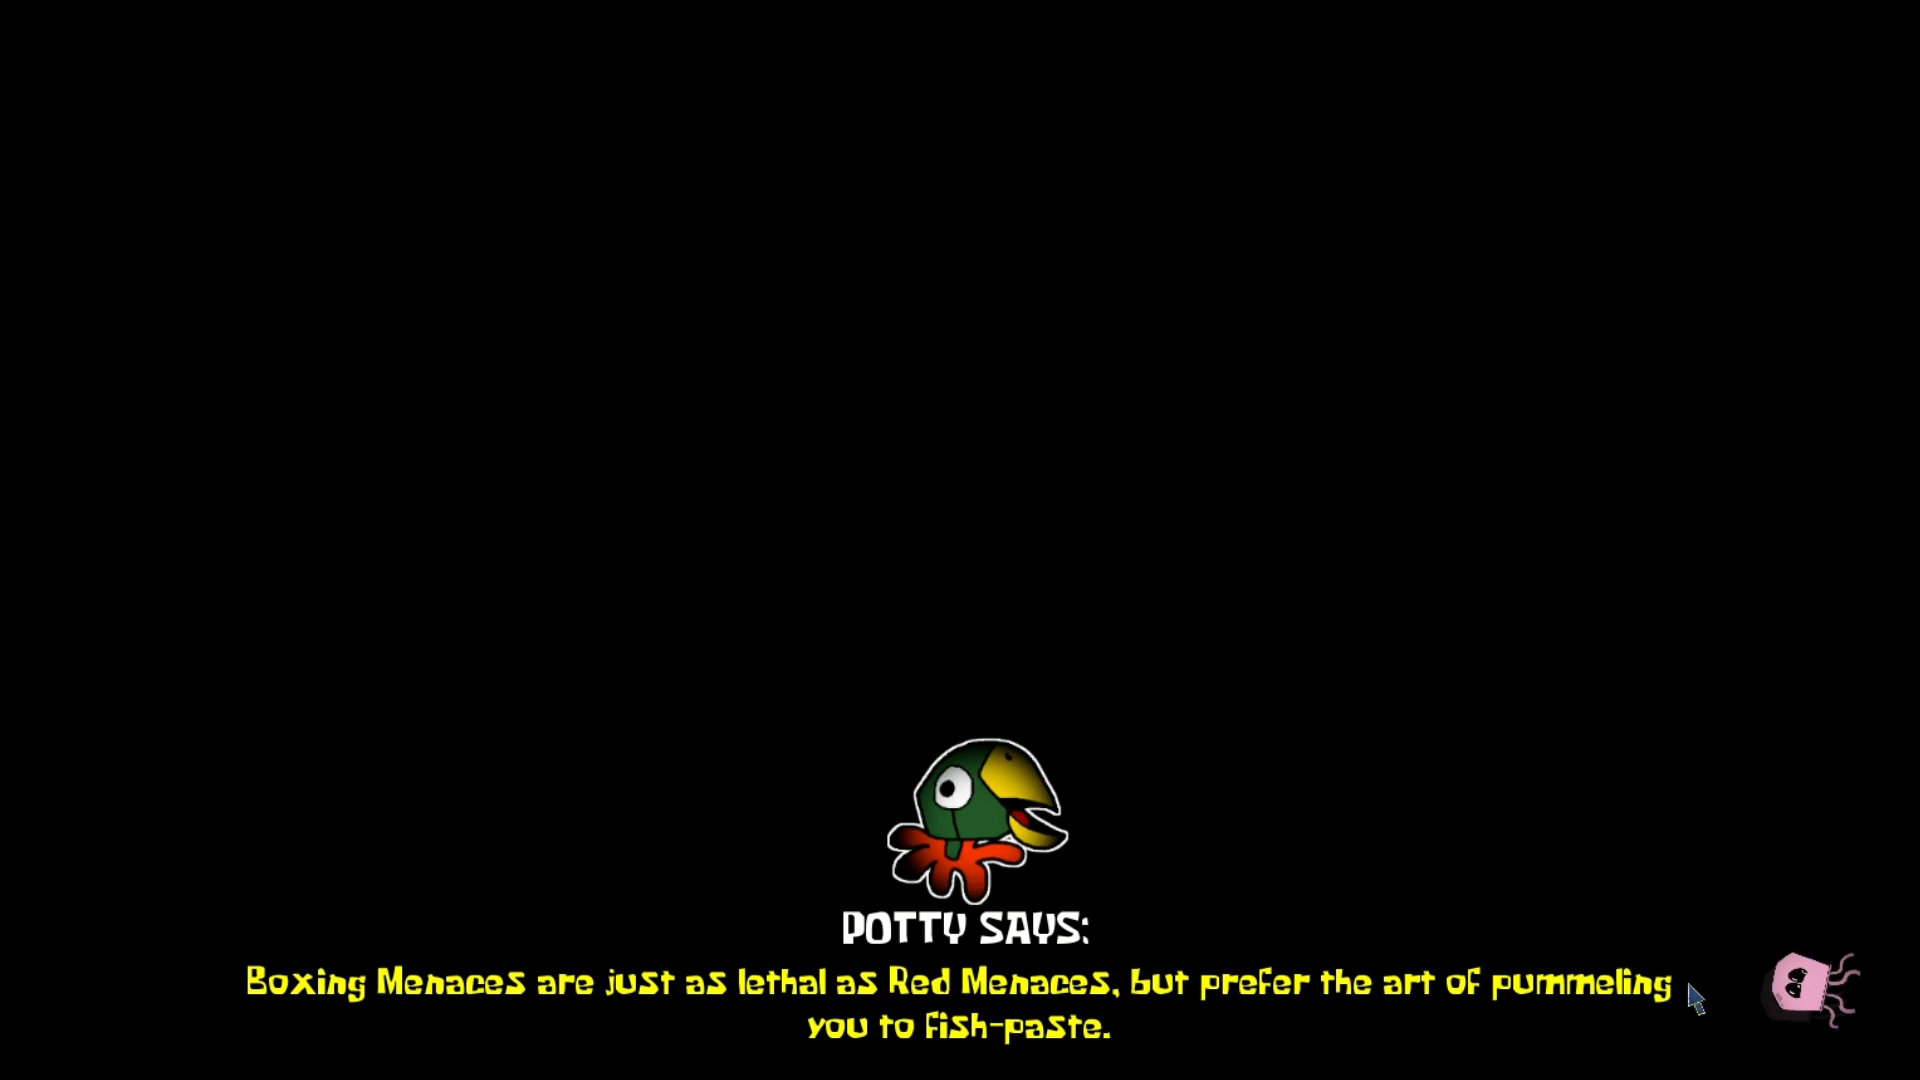 POTTY SAYS:
Boxing Menaces are just as lethal as Red Menaces, but prefer the art of pummeling
you to fish-paste.